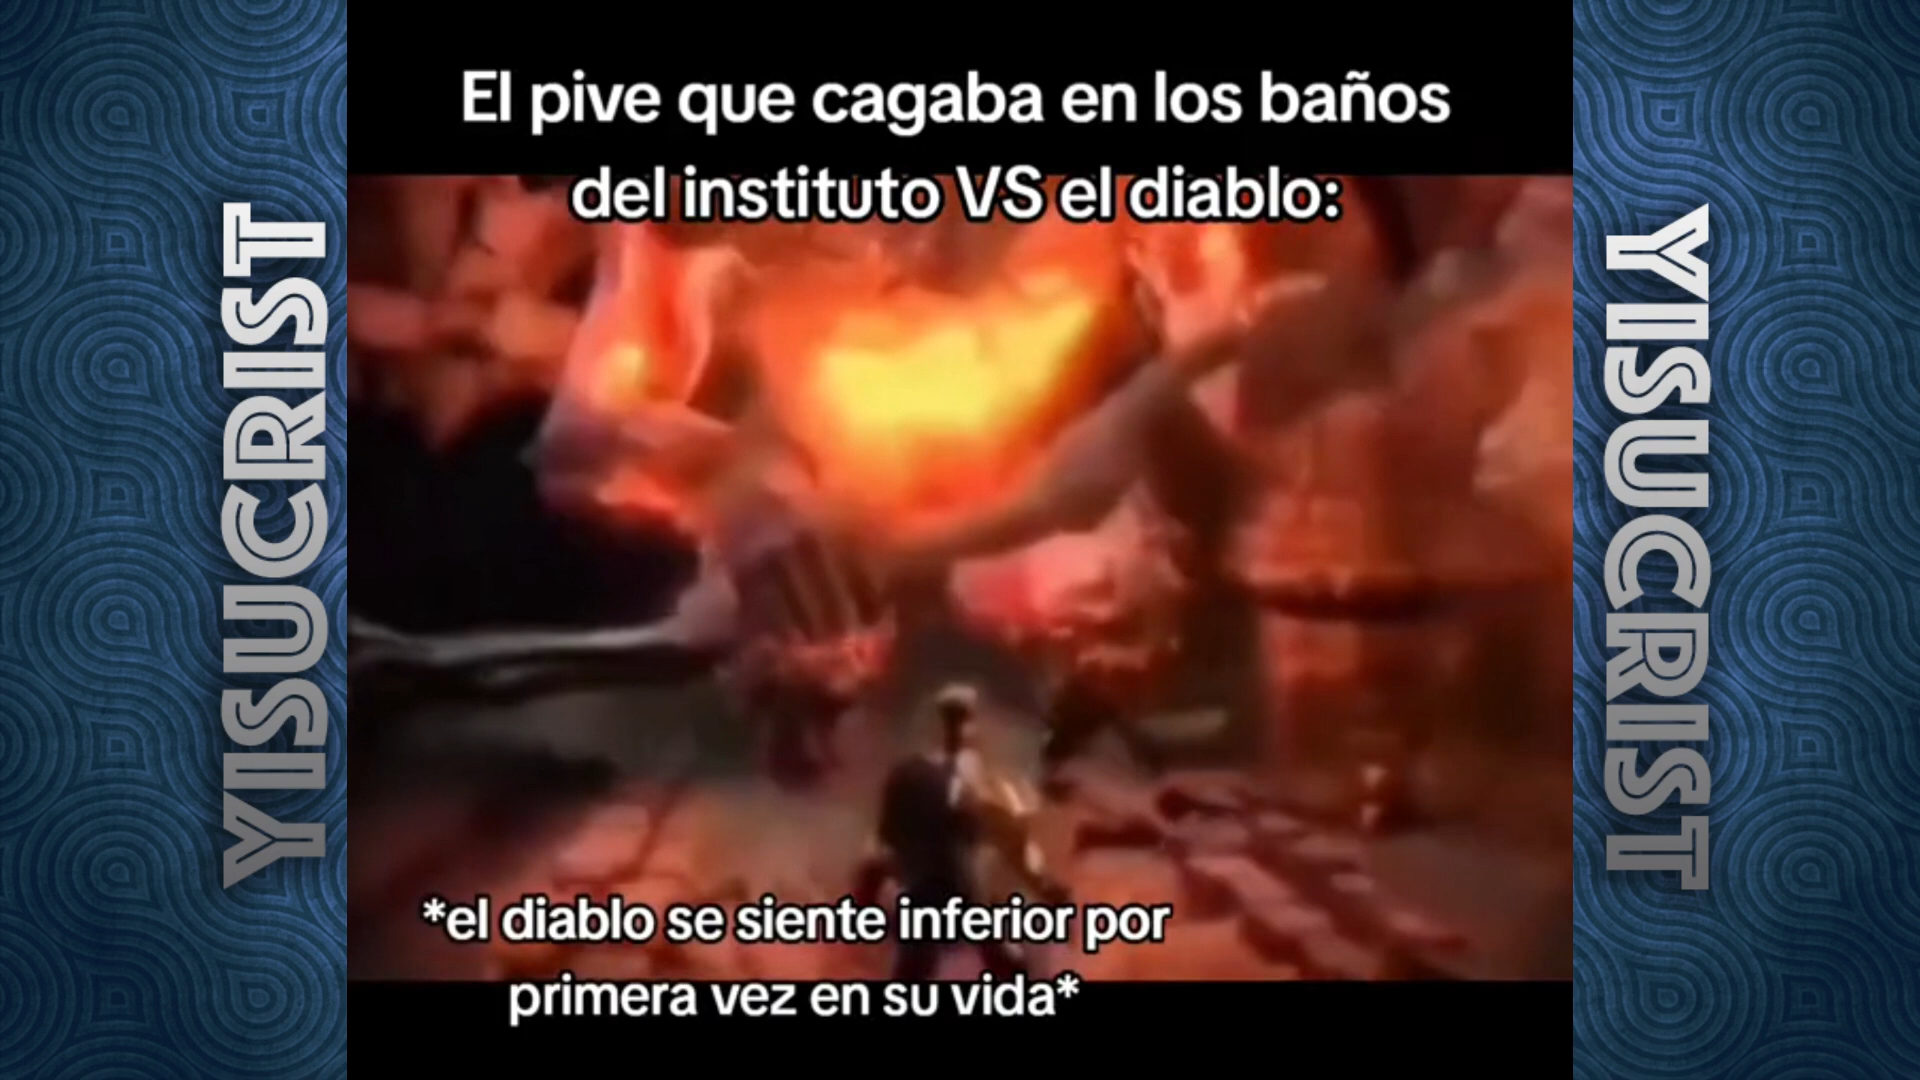 El pive que cagaba en los baños
del instituto VS el diablo:
YISUCRIST
YISUCRIST
*el diablo se siente inferior por
primera vez en su vida*